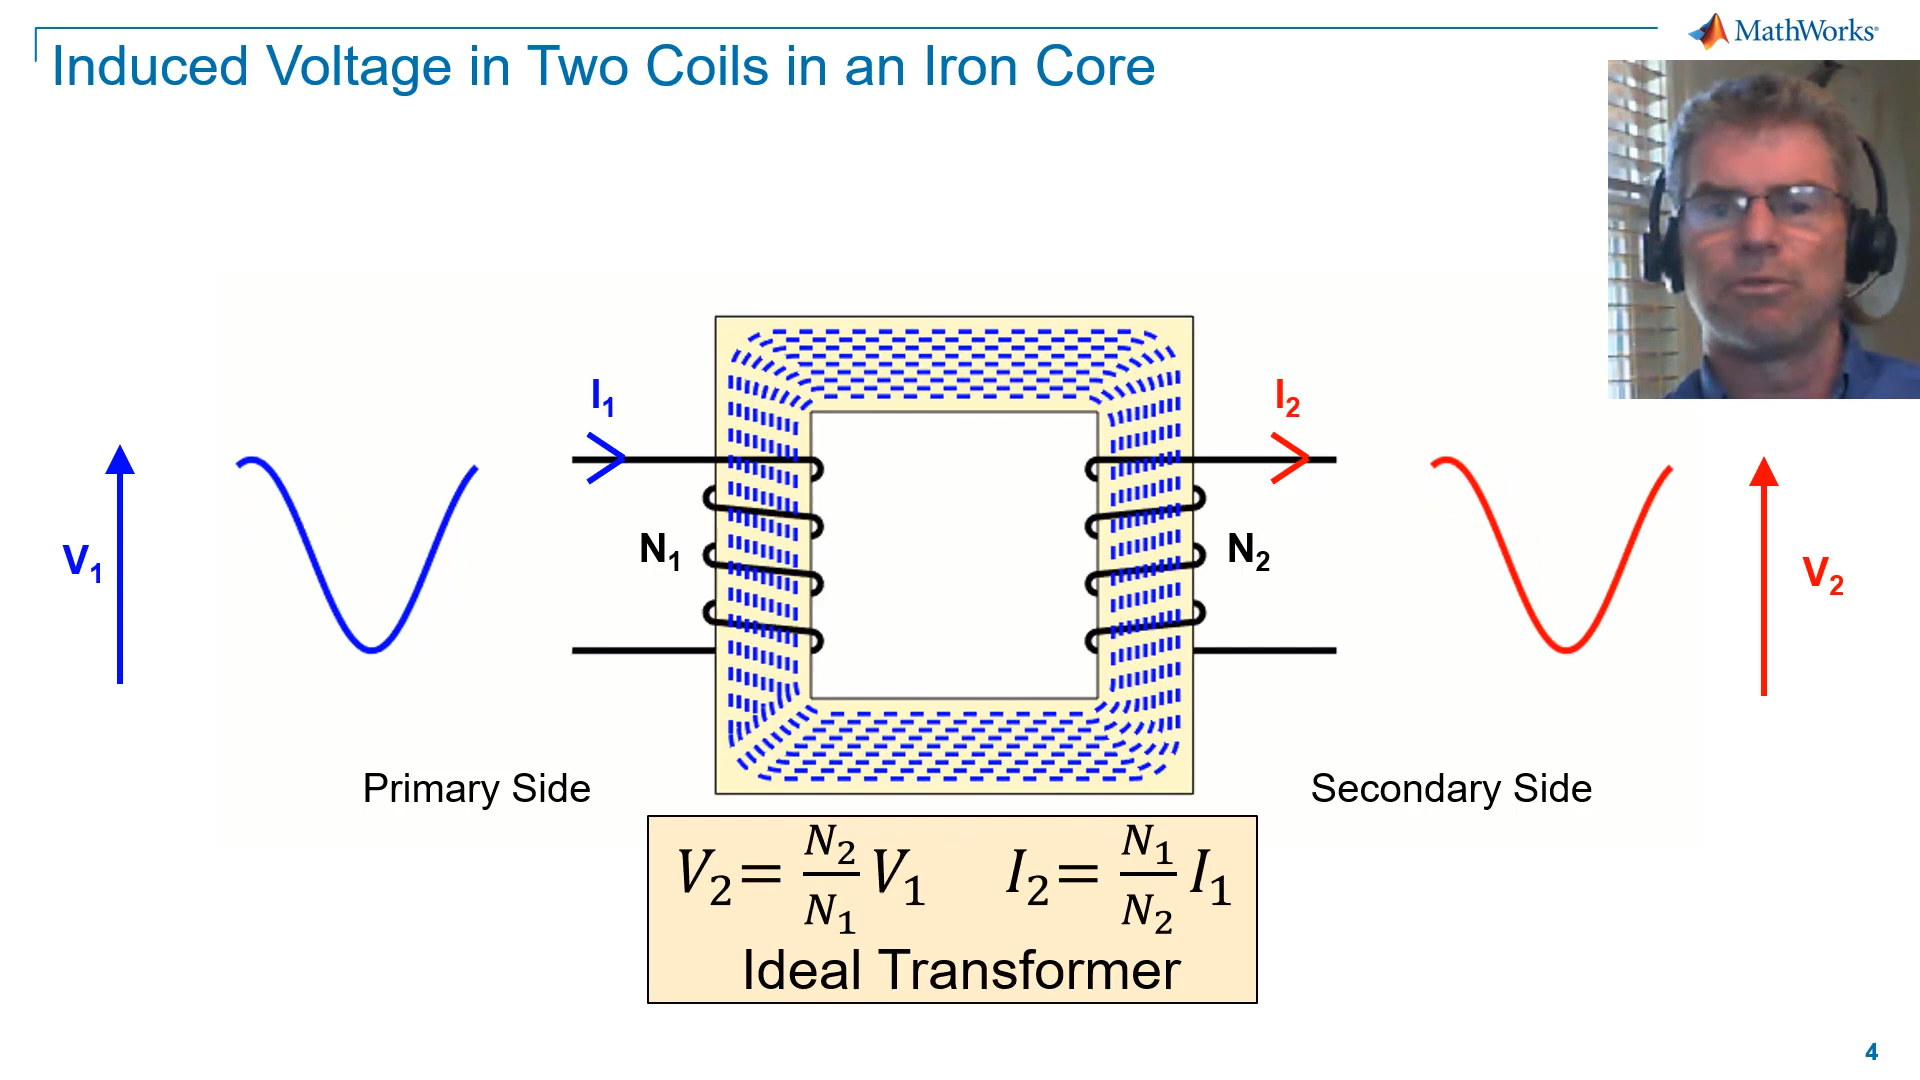 Induced Voltage in Two Coils in an Iron Core
MathWorks®
I₁
I₂
V₁
N₁
N₂
V₂
Primary Side
Secondary Side
V₂= N₂/N₁ V₁ I₂= N₁/N₂ I₁
Ideal Transformer
4